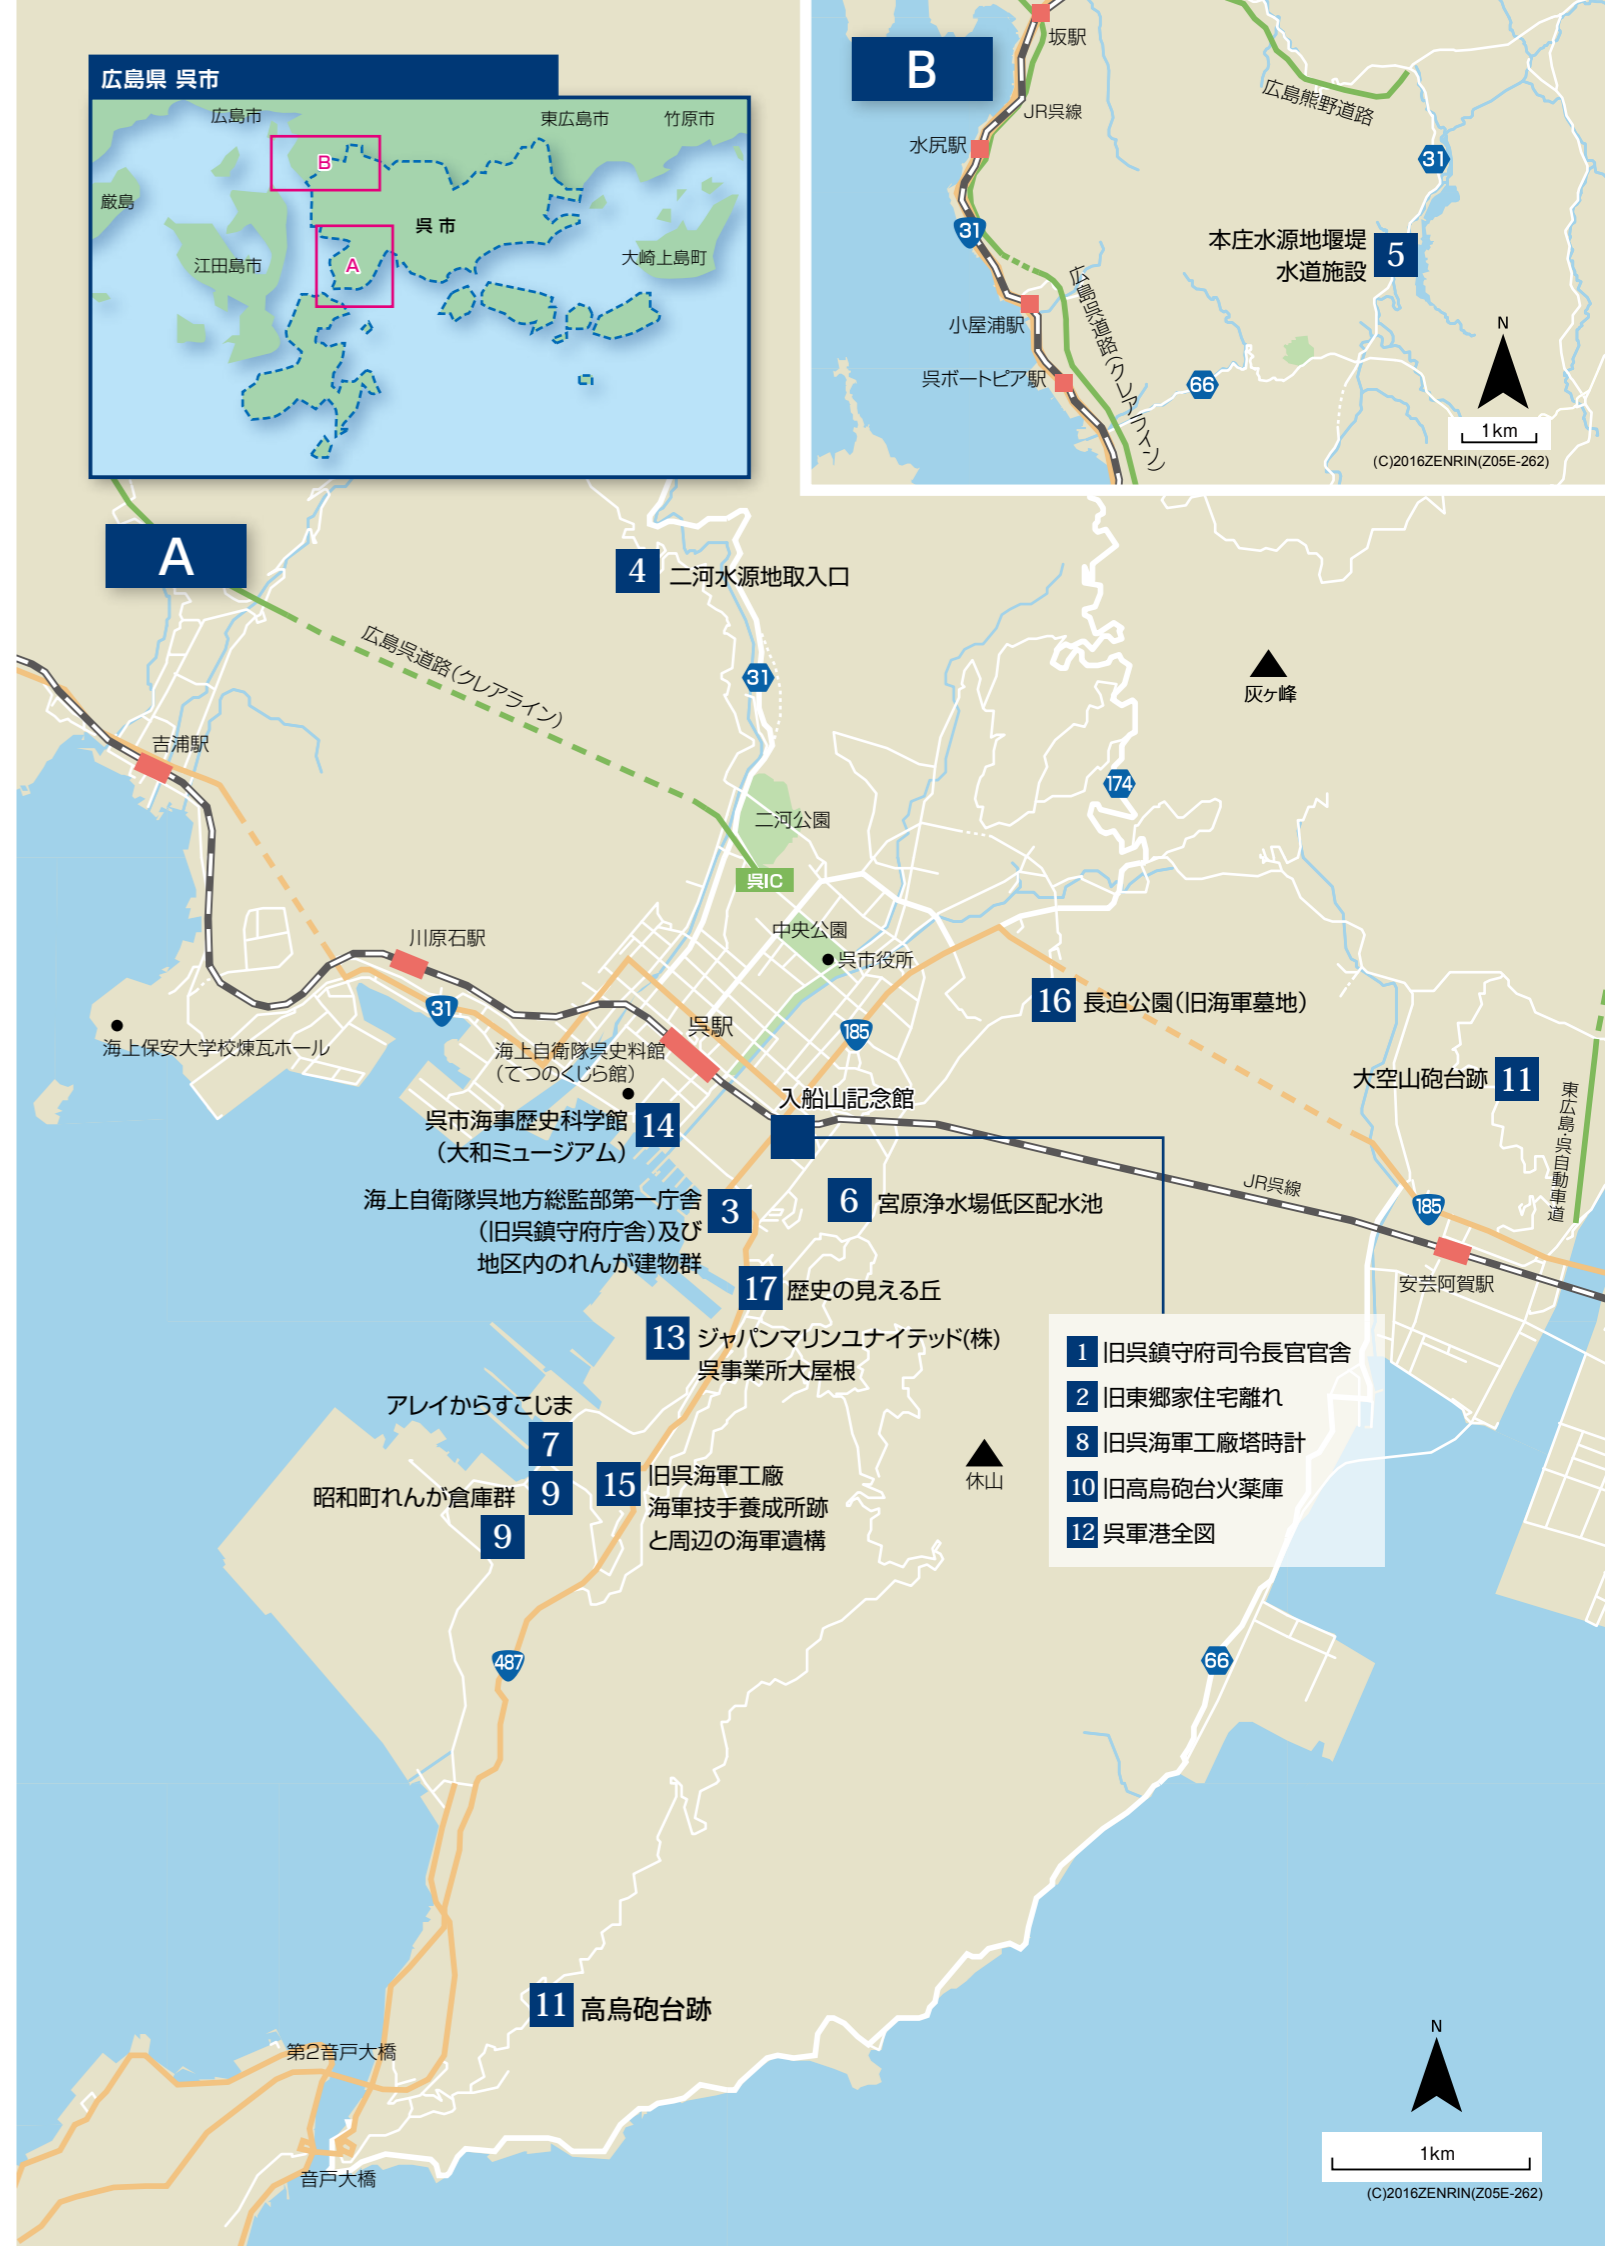 広島県 呉市
広島市
東広島市
竹原市
B
厳島
呉市
江田島市
A
大崎上島町
B
坂駅
JR呉線
広島熊野道路
水尻駅
31
31
本庄水源地堰堤
水道施設
5
広島呉道路(クレアライン)
小屋浦駅
呉ポートピア駅
66
N
1km
(C)2016ZENRIN(Z05E-262)
A
4 二河水源地取入口
広島呉道路(クレアライン)
31
灰ヶ峰
吉浦駅
174
二河公園
呉IC
中央公園
呉市役所
川原石駅
31
16 長迫公園(旧海軍墓地)
呉駅
185
海上保安大学校煉瓦ホール
海上自衛隊呉史料館
(てつのくじら館)
大空山砲台跡 11
東広島・呉自動車道
入船山記念館
呉市海事歴史科学館
(大和ミュージアム)
14
JR呉線
185
海上自衛隊呉地方総監部第一庁舎
(旧呉鎮守府庁舎)及び
地区内のれんが建物群
3
6 宮原浄水場低区配水池
安芸阿賀駅
17 歴史の見える丘
13 ジャパンマリンユナイテッド(株)
呉事業所大屋根
1 旧呉鎮守府司令長官官舎
2 旧東郷家住宅離れ
8 旧呉海軍工廠塔時計
10 旧高烏砲台火薬庫
12 呉軍港全図
アレイからすこじま
7
昭和町れんが倉庫群 9
9
15 旧呉海軍工廠
海軍技手養成所跡
と周辺の海軍遺構
休山
487
66
11 高烏砲台跡
第2音戸大橋
音戸大橋
N
1km
(C)2016ZENRIN(Z05E-262)